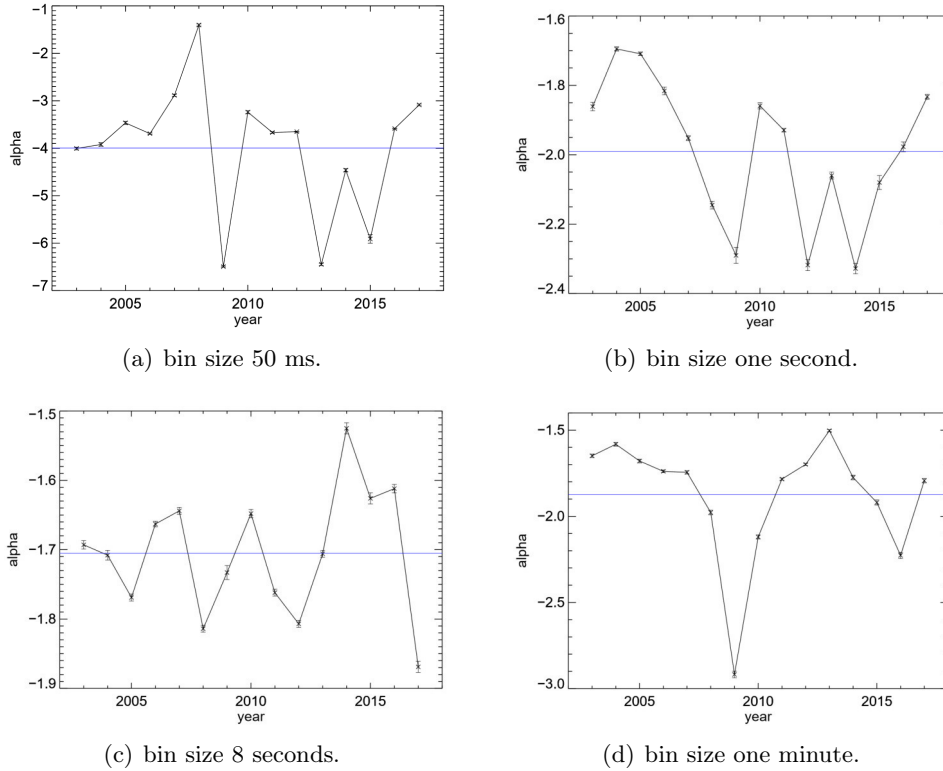 −1
−3
−4
−5
−6
−7
alpha
2005 2010 2015
year
(a) bin size 50 ms.
−1.6
−1.8
−2.0
−2.2
−2.4
alpha
2005 2010 2015
year
(b) bin size one second.
−1.5
−1.6
−1.7
−1.8
−1.9
alpha
2005 2010 2015
year
(c) bin size 8 seconds.
−1.5
−2.0
−2.5
−3.0
alpha
2005 2010 2015
year
(d) bin size one minute.